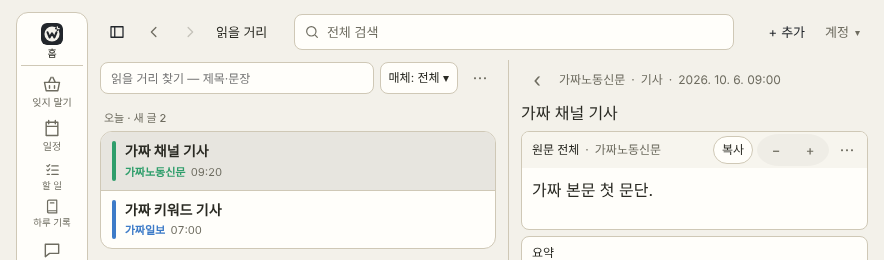 홈
잊지 말기
일정
할 일
하루 기록
읽을 거리
전체 검색
+ 추가
계정 ▾
읽을 거리 찾기 — 제목·문장
매체: 전체 ▾
오늘 · 새 글 2
가짜 채널 기사
가짜노동신문 09:20
가짜 키워드 기사
가짜일보 07:00
가짜노동신문 · 기사 · 2026. 10. 6. 09:00
가짜 채널 기사
원문 전체 · 가짜노동신문
복사
− +
가짜 본문 첫 문단.
요약